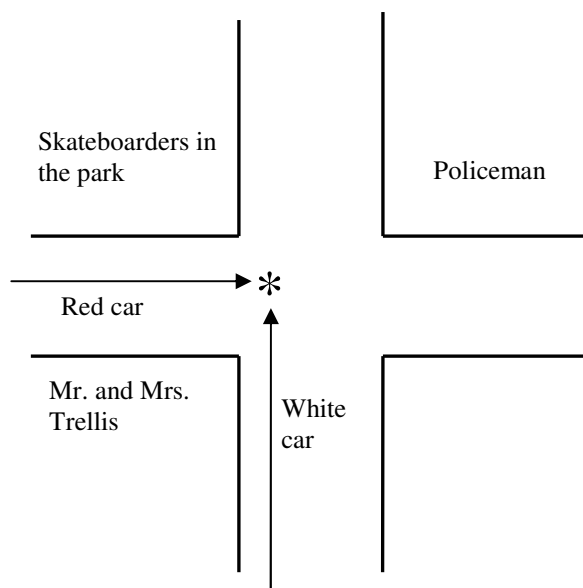 Skateboarders in
the park
Policeman
*
Red car
Mr. and Mrs.
Trellis
White
car